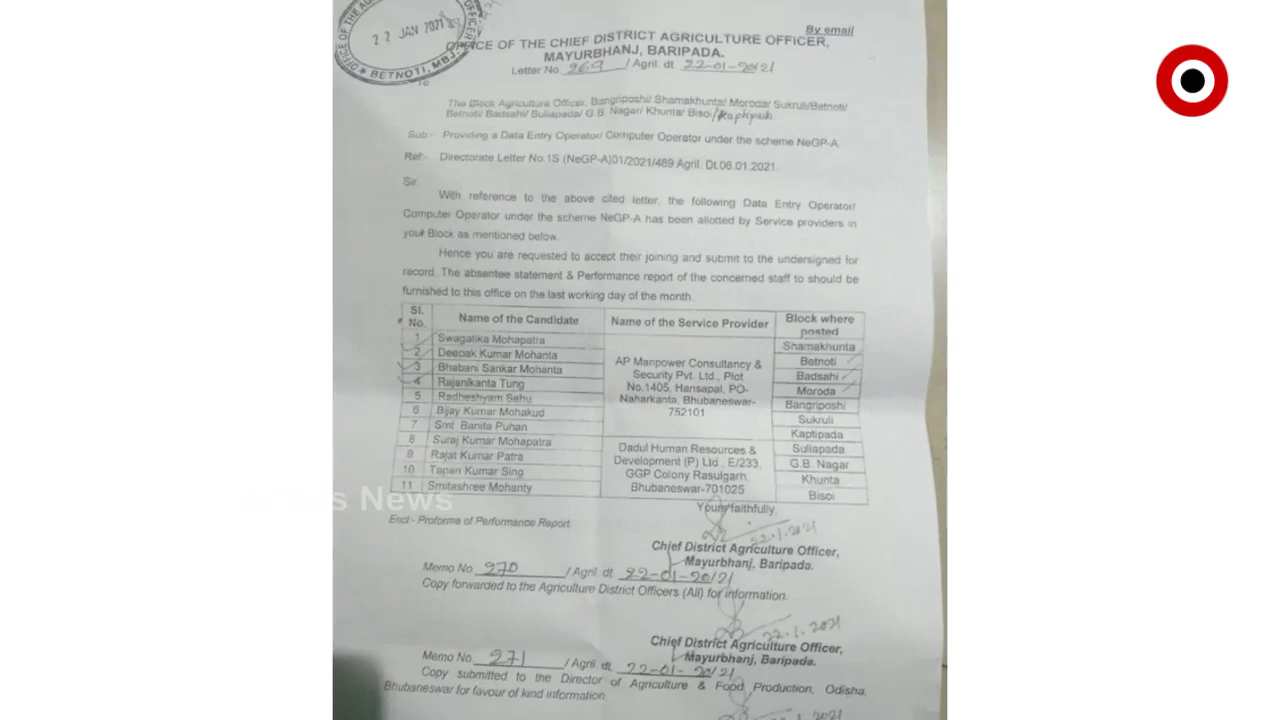 22 JAN 2021
BETNOTI, MBJ
By email
OFFICE OF THE CHIEF DISTRICT AGRICULTURE OFFICER,
MAYURBHANJ, BARIPADA.
Letter No. 269 / Agril. dt. 22-01-2021
To
The Block Agriculture Officer, Bangriposhi/ Shamakhunta/ Moroda/ Sukruli/Betnoti/
Betnoti/ Badsahi/ Suliapada/ G.B. Nagar/ Khunta/ Bisoi/
Sub:- Providing a Data Entry Operator/ Computer Operator under the scheme NeGP-A.
Ref:- Directorate Letter No.1S (NeGP-A)01/2021/489 Agril. Dt.06.01.2021.
Sir.
With reference to the above cited letter, the following Data Entry Operator/
Computer Operator under the scheme NeGP-A has been allotted by Service providers in
your Block as mentioned below.
Hence you are requested to accept their joining and submit to the undersigned for
record. The absentee statement & Performance report of the concerned staff to should be
furnished to this office on the last working day of the month
Sl. No. Name of the Candidate Name of the Service Provider Block where posted
1 Swagatika Mohapatra Shamakhunta
2 Deepak Kumar Mohanta Betnoti
3 Bhabani Sankar Mohanta Badsahi
4 Rajanikanta Tung Moroda
5 Radheshyam Sahu Bangriposhi
6 Bijay Kumar Mohakud Sukruli
7 Smt. Banita Puhan Kaptipada
AP Manpower Consultancy &
Security Pvt. Ltd., Plot
No.1405, Hansapal, PO-
Naharkanta, Bhubaneswar-
752101
8 Suraj Kumar Mohapatra Suliapada
9 Rajat Kumar Patra G.B. Nagar
10 Tapan Kumar Sing Khunta
11 Smitashree Mohanty Bisoi
Dadul Human Resources &
Development (P) Ltd., E/233,
GGP Colony Rasulgarh,
Bhubaneswar-701025
Yours faithfully,
22.1.2021
Encl:- Proforme of Performance Report.
Chief District Agriculture Officer,
Mayurbhanj, Baripada.
Memo No 270 / Agril. dt. 22-01-2021
Copy forwarded to the Agriculture District Officers (All) for information.
22.1.2021
Chief District Agriculture Officer,
Mayurbhanj, Baripada.
Memo No. 271 / Agril. dt. 22-01-2021
Copy submitted to the Director of Agriculture & Food Production, Odisha,
Bhubaneswar for favour of kind information.
News